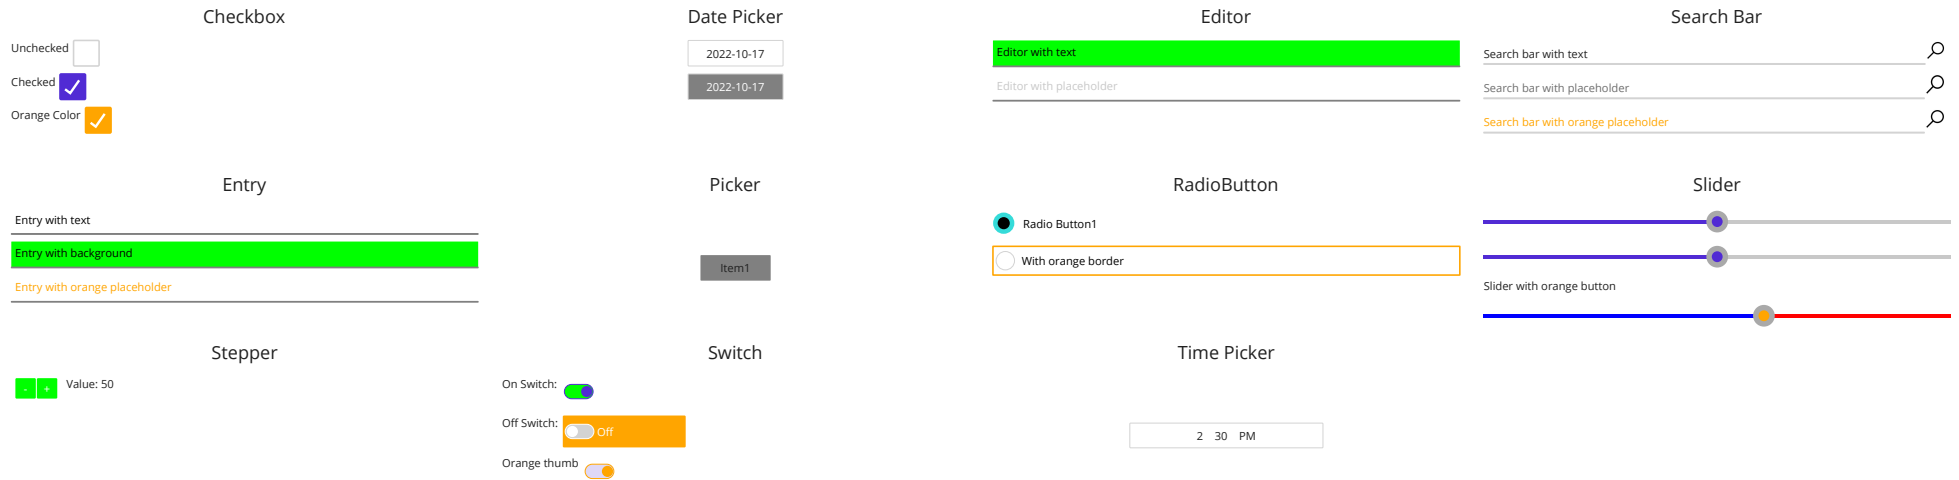 Checkbox
Unchecked
Checked
Orange Color
Date Picker
2022-10-17
2022-10-17
Editor
Editor with text
Editor with placeholder
Search Bar
Search bar with text
Search bar with placeholder
Search bar with orange placeholder
Entry
Entry with text
Entry with background
Entry with orange placeholder
Picker
Item1
RadioButton
Radio Button1
With orange border
Slider
Slider with orange button
Stepper
- + Value: 50
Switch
On Switch:
Off Switch: Off
Orange thumb
Time Picker
2 30 PM